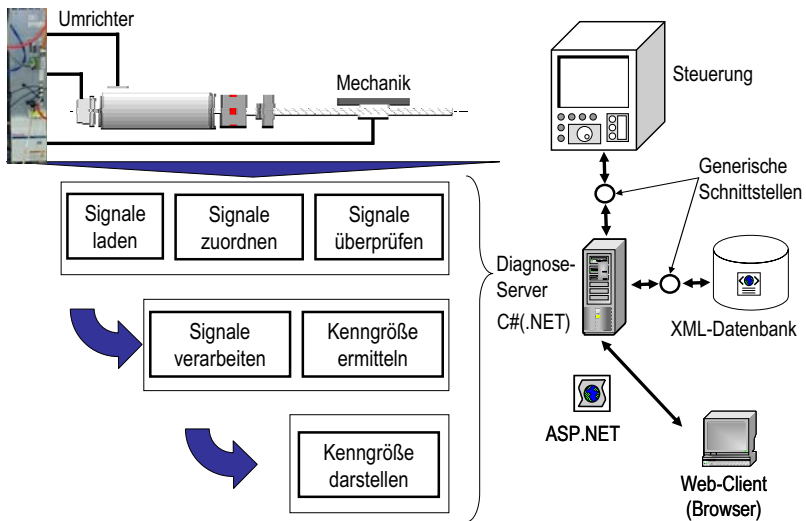 Umrichter
Mechanik
Steuerung
Generische
Schnittstellen
Signale
laden
Signale
zuordnen
Signale
überprüfen
Diagnose-
Server
C#(.NET)
XML-Datenbank
Signale
verarbeiten
Kenngröße
ermitteln
ASP.NET
Kenngröße
darstellen
Web-Client
(Browser)